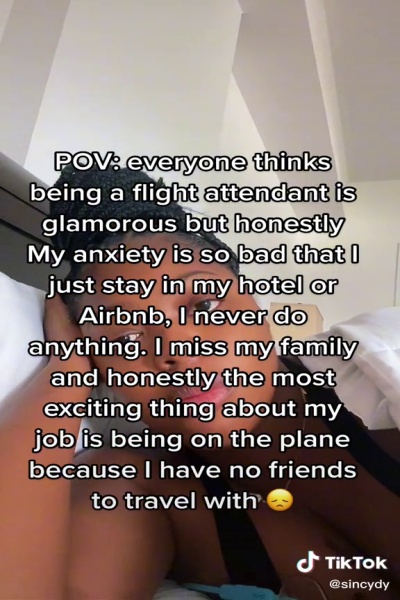 POV: everyone thinks
being a flight attendant is
glamorous but honestly
My anxiety is so bad that I
just stay in my hotel or
Airbnb, I never do
anything. I miss my family
and honestly the most
exciting thing about my
job is being on the plane
because I have no friends
to travel with 😞
TikTok
@sincydy